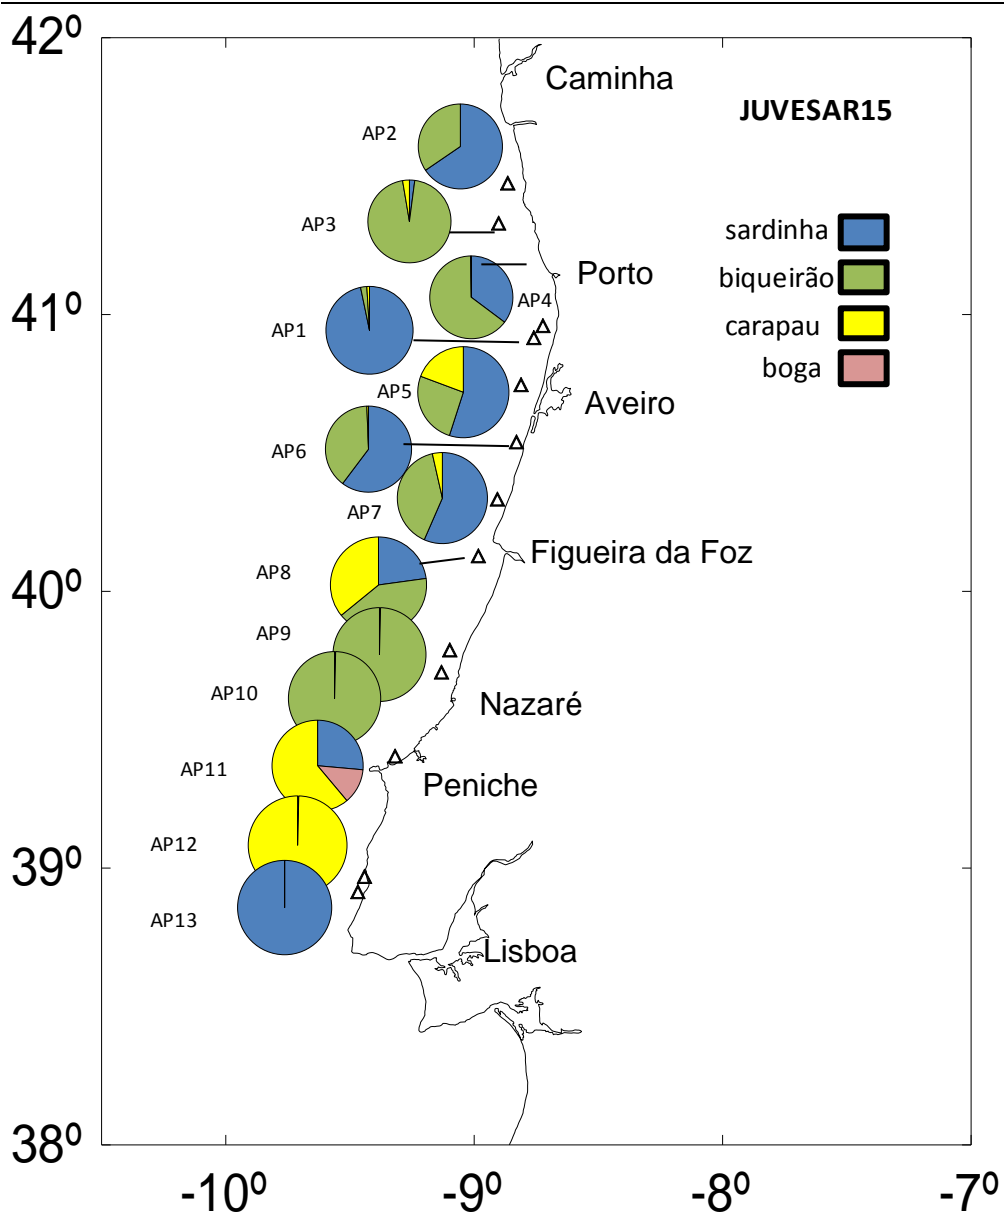 42⁰
Caminha
JUVESAR15
AP2
AP3
sardinha
biqueirão
carapau
boga
Porto
AP4
41⁰
AP1
AP5
Aveiro
AP6
AP7
Figueira da Foz
AP8
40⁰
AP9
AP10
Nazaré
AP11
Peniche
AP12
39⁰
AP13
Lisboa
38⁰
-10⁰ -9⁰ -8⁰ -7⁰